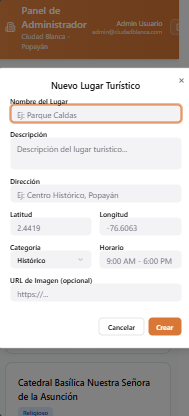 Panel de
Administrador
Ciudad Blanca -
Popayán
Admin Usuario
admin@ciudadblanca.com
Nuevo Lugar Turístico
Nombre del Lugar
Ej: Parque Caldas
Descripción
Descripción del lugar turístico...
Dirección
Ej: Centro Histórico, Popayán
Latitud
Longitud
2.4419
-76.6063
Categoría
Horario
Histórico
9:00 AM - 6:00 PM
URL de Imagen (opcional)
https://...
Cancelar
Crear
Catedral Basílica Nuestra Señora
de la Asunción
Religioso